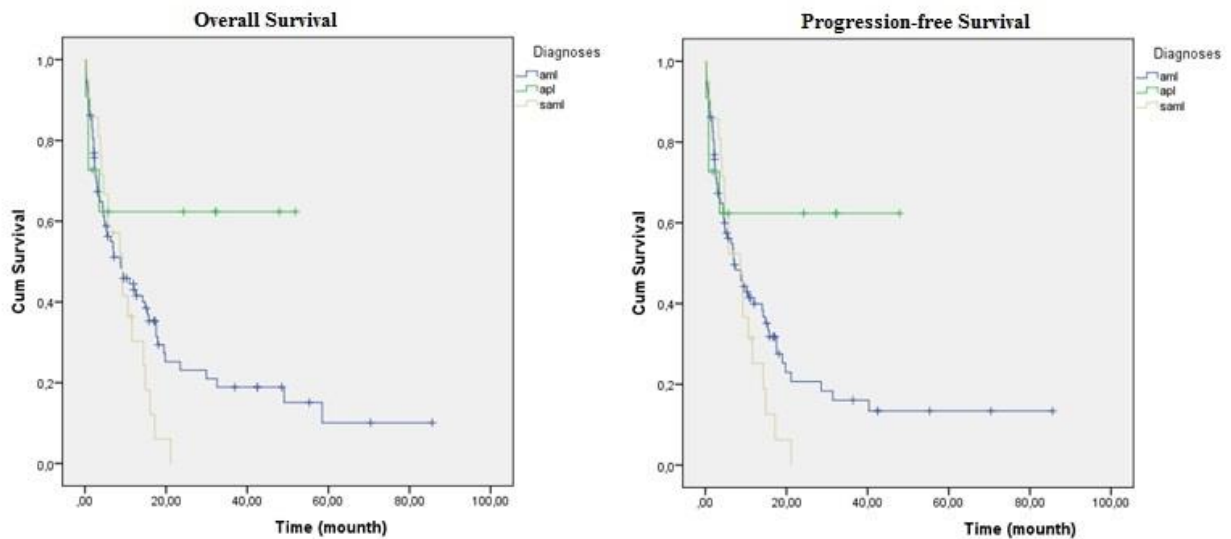 Overall Survival
Diagnoses
aml
apl
saml
1,0
0,8
0,6
0,4
0,2
0,0
Cum Survival
,00
20,00
40,00
60,00
80,00
100,00
Time (mounth)
Progression-free Survival
Diagnoses
aml
apl
saml
1,0
0,8
0,6
0,4
0,2
0,0
Cum Survival
,00
20,00
40,00
60,00
80,00
100,00
Time (mounth)